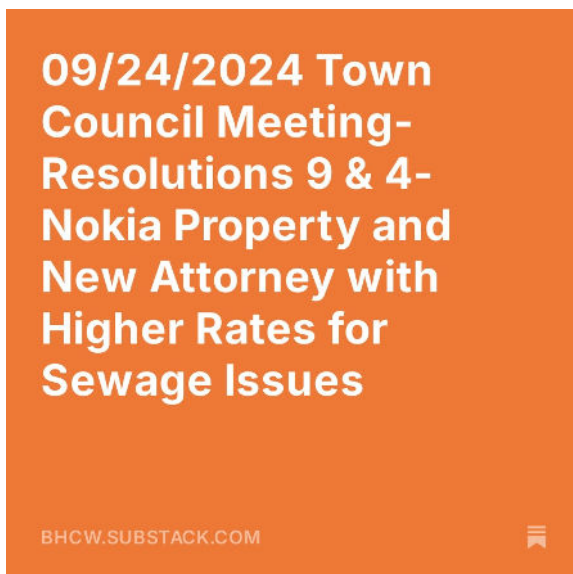 09/24/2024 Town
Council Meeting-
Resolutions 9 & 4-
Nokia Property and
New Attorney with
Higher Rates for
Sewage Issues
BHCW.SUBSTACK.COM